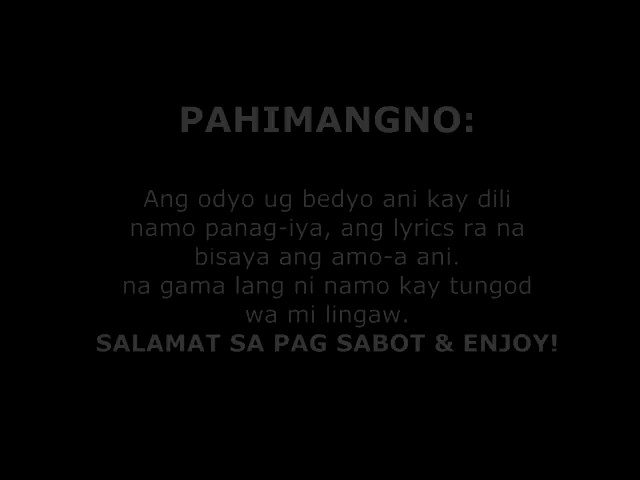 PAHIMANGNO:
Ang odyo ug bedyo ani kay dili
namo panag-iya, ang lyrics ra na
bisaya ang amo-a ani.
na gama lang ni namo kay tungod
wa mi lingaw.
SALAMAT SA PAG SABOT & ENJOY!